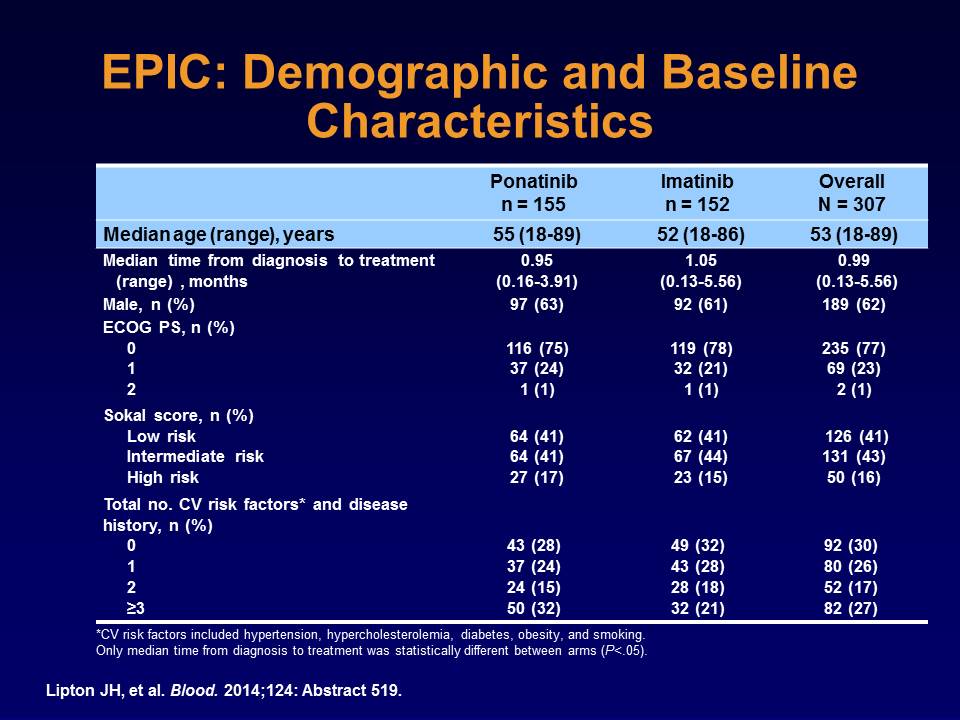 EPIC: Demographic and Baseline
Characteristics
Ponatinib Imatinib Overall
n = 155 n = 152 N = 307
Median age (range), years 55 (18-89) 52 (18-86) 53 (18-89)
Median time from diagnosis to treatment 0.95 1.05 0.99
(range) , months (0.16-3.91) (0.13-5.56) (0.13-5.56)
Male, n (%) 97 (63) 92 (61) 189 (62)
ECOG PS, n (%)
0 116 (75) 119 (78) 235 (77)
1 37 (24) 32 (21) 69 (23)
2 1 (1) 1 (1) 2 (1)
Sokal score, n (%)
Low risk 64 (41) 62 (41) 126 (41)
Intermediate risk 64 (41) 67 (44) 131 (43)
High risk 27 (17) 23 (15) 50 (16)
Total no. CV risk factors* and disease
history, n (%)
0 43 (28) 49 (32) 92 (30)
1 37 (24) 43 (28) 80 (26)
2 24 (15) 28 (18) 52 (17)
≥3 50 (32) 32 (21) 82 (27)
*CV risk factors included hypertension, hypercholesterolemia, diabetes, obesity, and smoking.
Only median time from diagnosis to treatment was statistically different between arms (P<.05).
Lipton JH, et al. Blood. 2014;124: Abstract 519.